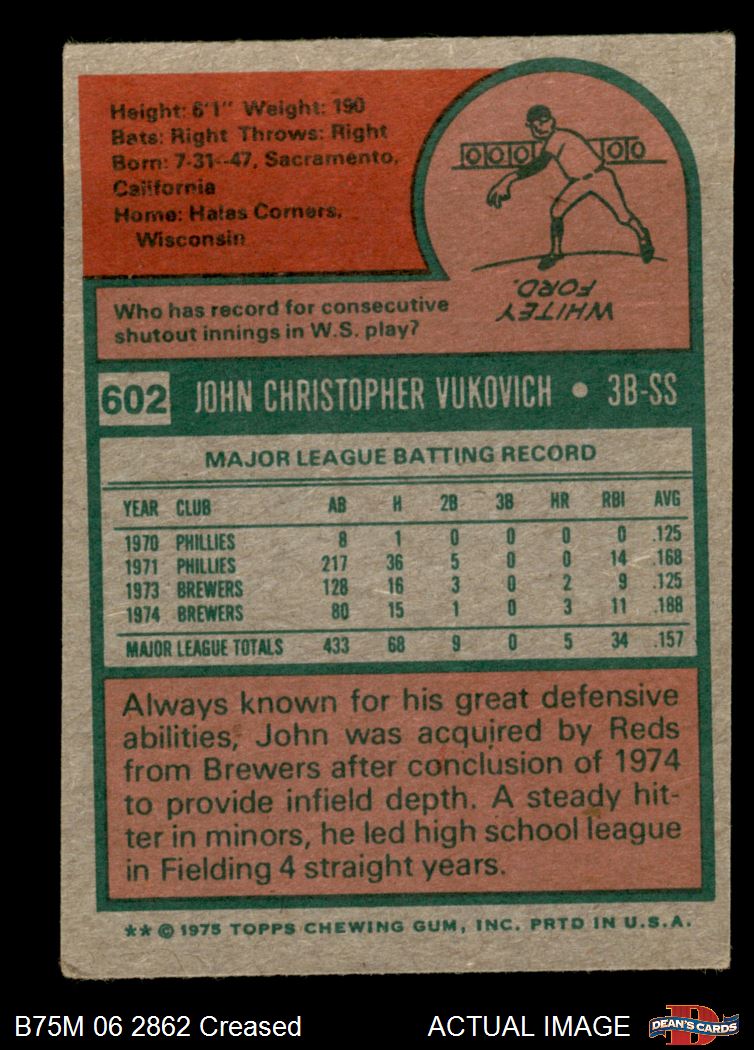 Height: 6'1" Weight: 190
Bats: Right Throws: Right
Born: 7-31--47, Sacramento,
California
Home: Hales Corners,
Wisconsin
0000 00
WHITEY
FORD.
Who has record for consecutive
shutout innings in W.S. play?
602 JOHN CHRISTOPHER VUKOVICH • 3B-SS
MAJOR LEAGUE BATTING RECORD
YEAR CLUB AB H 2B 3B HR RBI AVG
1970 PHILLIES 8 1 0 0 0 0 .125
1971 PHILLIES 217 36 5 0 0 14 .168
1973 BREWERS 128 16 3 0 2 9 .125
1974 BREWERS 80 15 1 0 3 11 .188
MAJOR LEAGUE TOTALS 433 68 9 0 5 34 .157
Always known for his great defensive
abilities, John was acquired by Reds
from Brewers after conclusion of 1974
to provide infield depth. A steady hit-
ter in minors, he led high school league
in Fielding 4 straight years.
** © 1975 TOPPS CHEWING GUM, INC. PRTD IN U.S.A.
B75M 06 2862 Creased ACTUAL IMAGE
D
DEAN'S CARDS